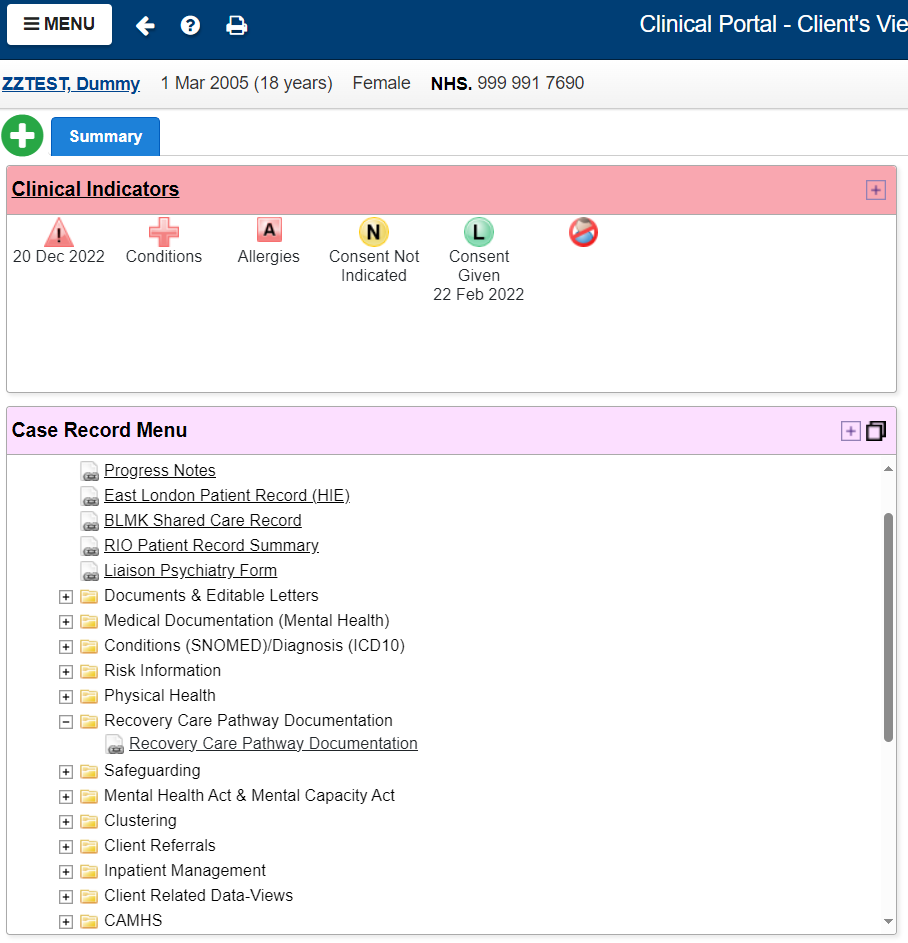 MENU
Clinical Portal - Client's Vie
ZZTEST, Dummy 1 Mar 2005 (18 years) Female NHS. 999 991 7690
Summary
Clinical Indicators
A N L
20 Dec 2022 Conditions Allergies Consent Not Indicated Consent Given 22 Feb 2022
Case Record Menu
Progress Notes
East London Patient Record (HIE)
BLMK Shared Care Record
RIO Patient Record Summary
Liaison Psychiatry Form
Documents & Editable Letters
Medical Documentation (Mental Health)
Conditions (SNOMED)/Diagnosis (ICD10)
Risk Information
Physical Health
Recovery Care Pathway Documentation
Recovery Care Pathway Documentation
Safeguarding
Mental Health Act & Mental Capacity Act
Clustering
Client Referrals
Inpatient Management
Client Related Data-Views
CAMHS